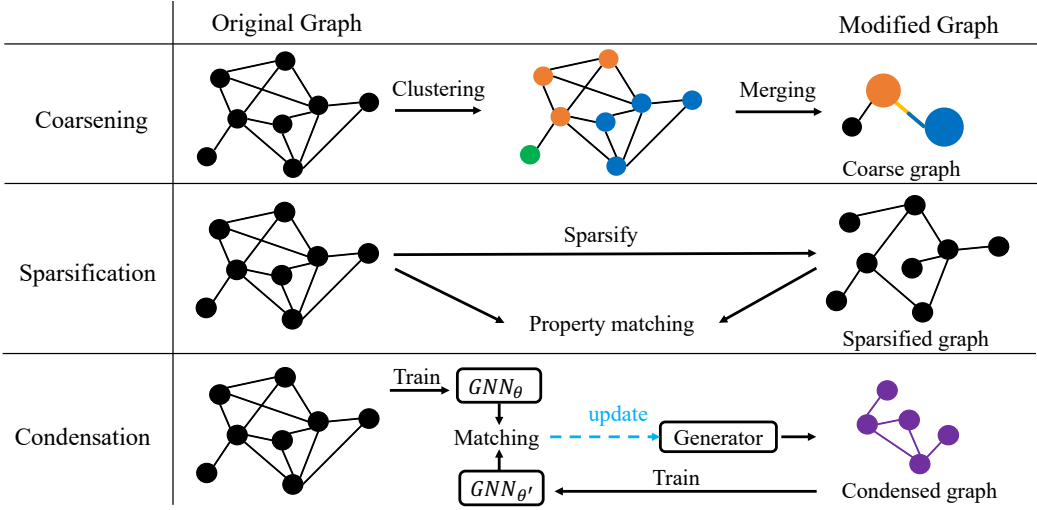 Original Graph
Modified Graph
Coarsening
Clustering
Merging
Coarse graph
Sparsification
Sparsify
Property matching
Sparsified graph
Condensation
Train
GNN_θ
Matching
update
Generator
GNN_θ′
Train
Condensed graph